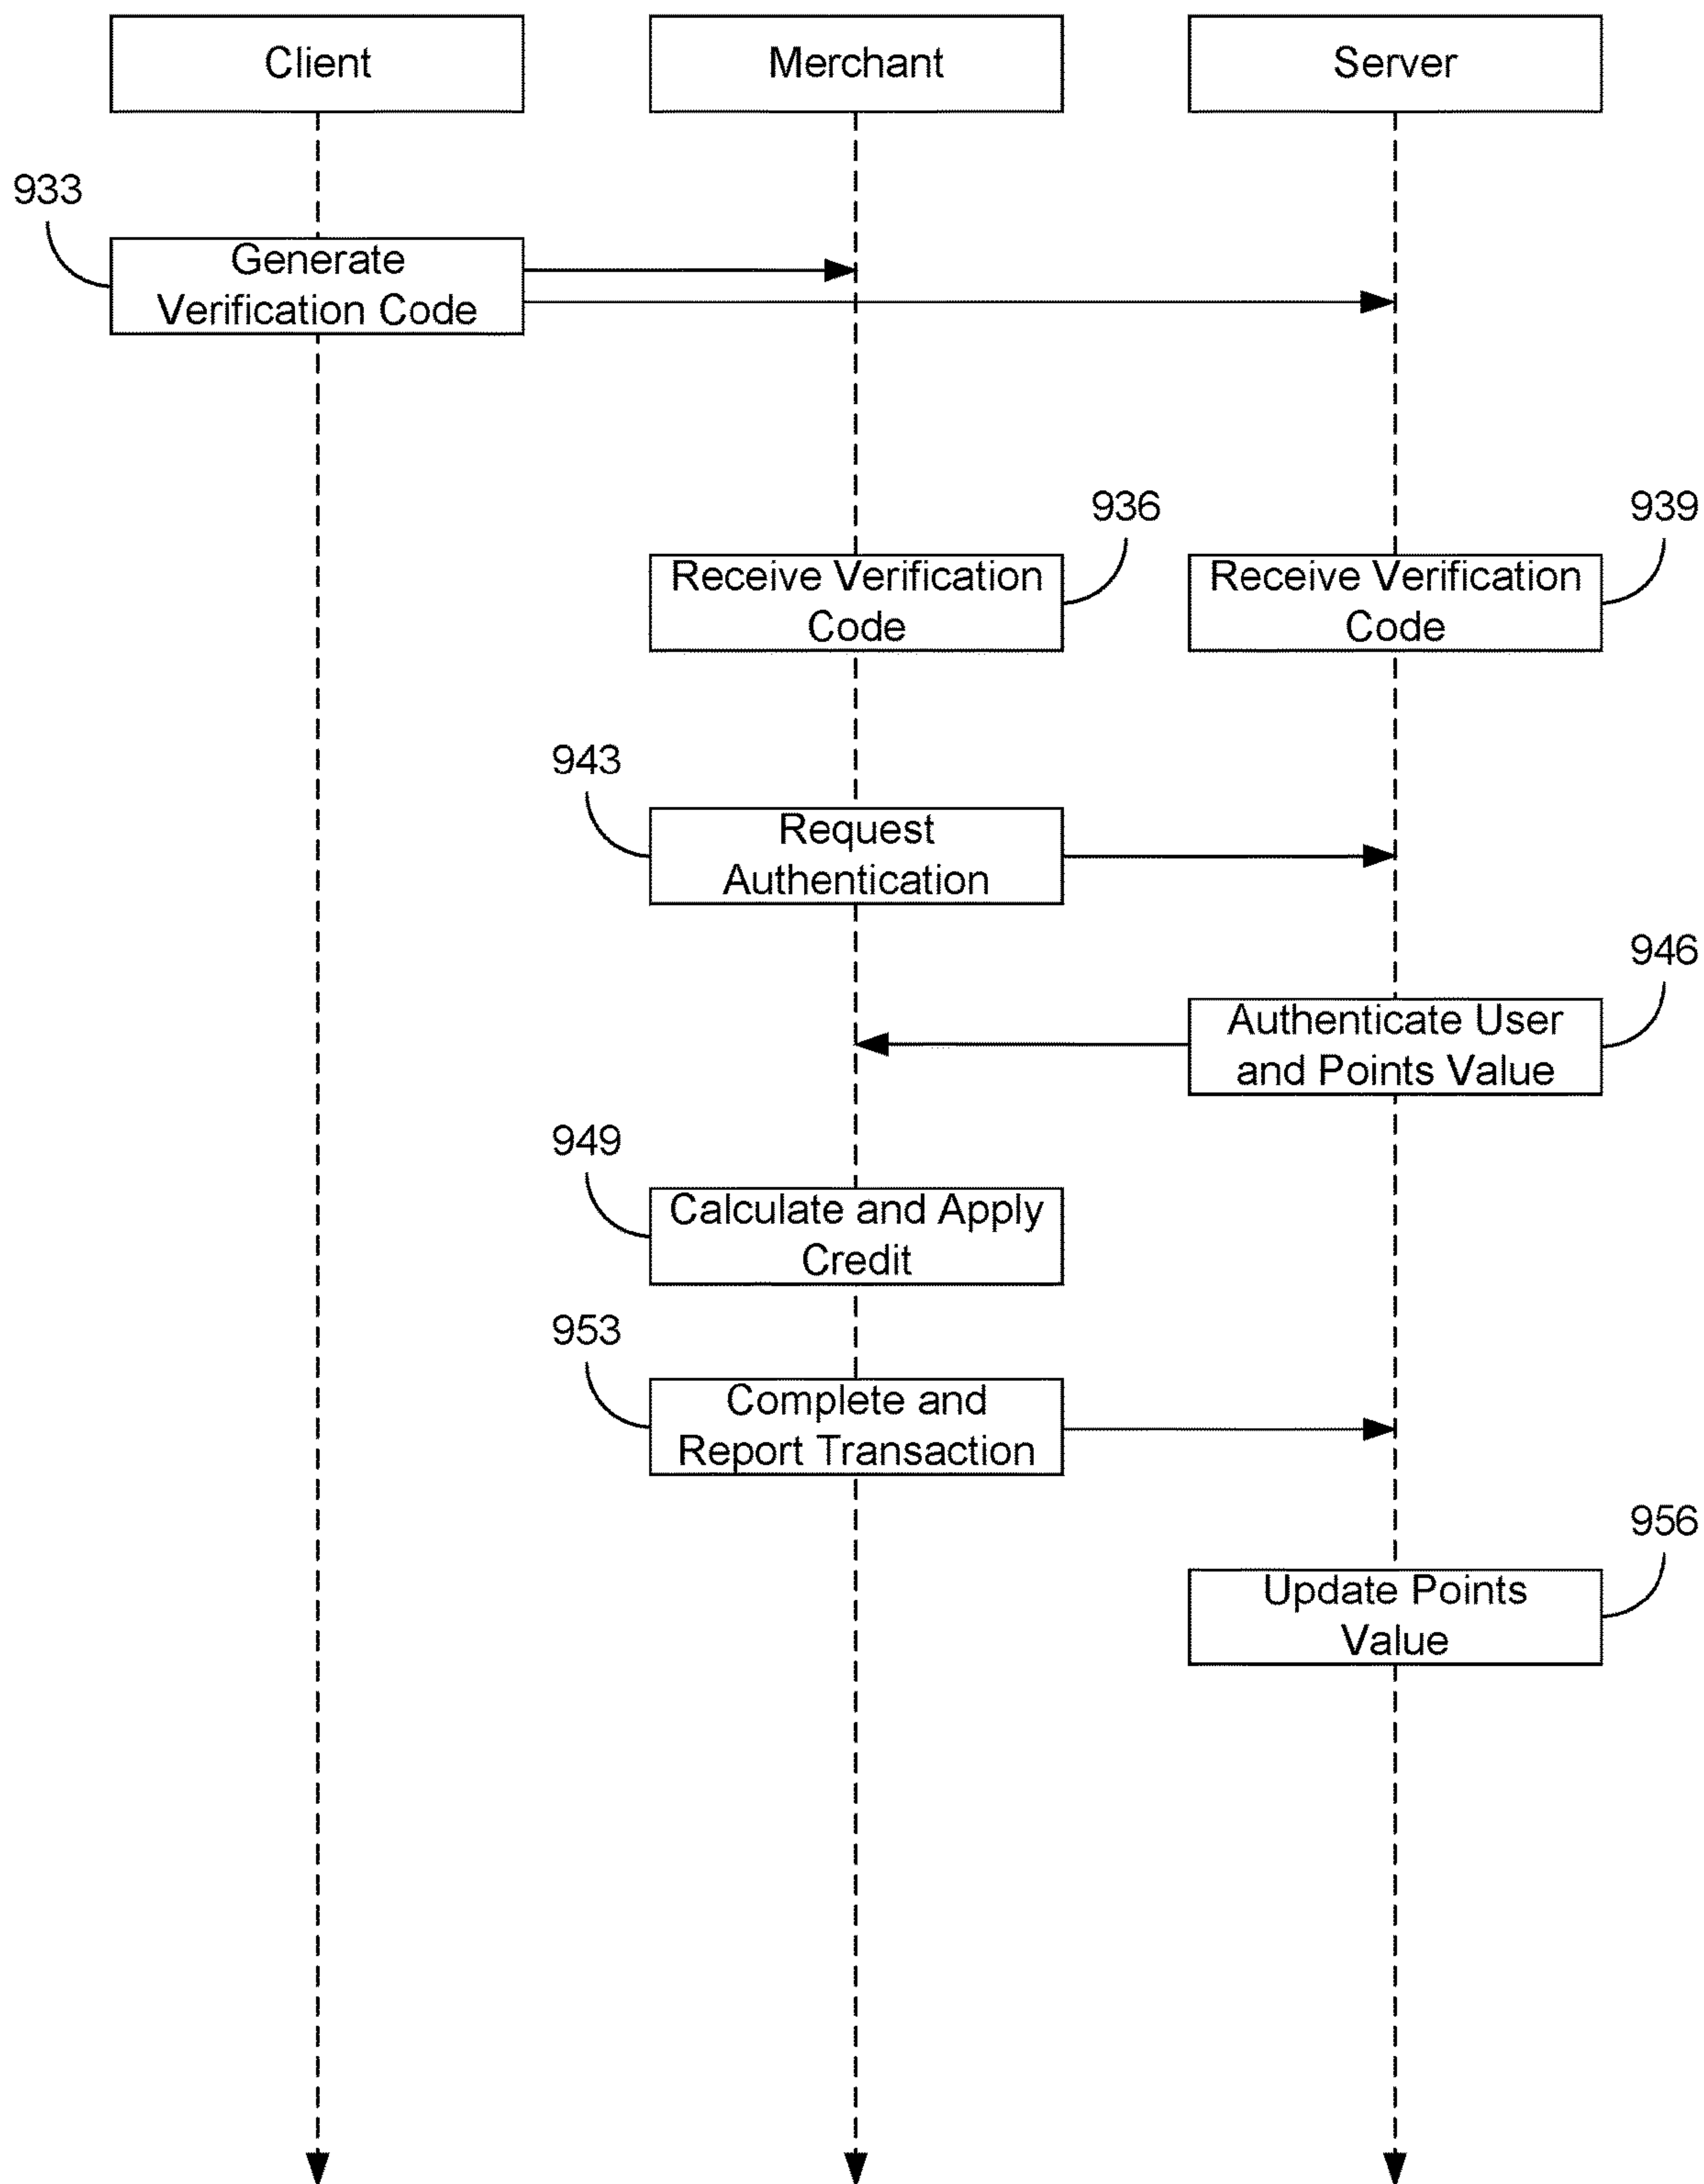 Client
Merchant
Server
933
Generate
Verification Code
936
939
Receive Verification
Code
Receive Verification
Code
943
Request
Authentication
946
Authenticate User
and Points Value
949
Calculate and Apply
Credit
953
Complete and
Report Transaction
956
Update Points
Value